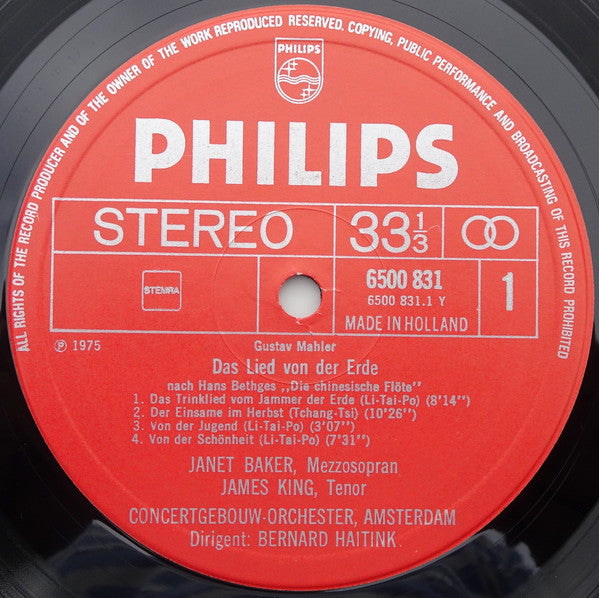 ALL RIGHTS OF THE RECORD PRODUCER AND OF THE OWNER OF THE WORK REPRODUCED RESERVED, COPYING, PUBLIC PERFORMANCE AND BROADCASTING OF THIS RECORD PROHIBITED
PHILIPS
PHILIPS
STEREO
33 1/3
STEMRA
6500 831
6500 831.1 Y
1
MADE IN HOLLAND
Ⓟ 1975
Gustav Mahler
Das Lied von der Erde
nach Hans Bethges „Die chinesische Flöte”
1. Das Trinklied vom Jammer der Erde (Li-Tai-Po) (8'14”)
2. Der Einsame im Herbst (Tchang-Tsi) (10'26”)
3. Von der Jugend (Li-Tai-Po) (3'07”)
4. Von der Schönheit (Li-Tai-Po) (7'31”)
JANET BAKER, Mezzosopran
JAMES KING, Tenor
CONCERTGEBOUW-ORCHESTER, AMSTERDAM
Dirigent: BERNARD HAITINK